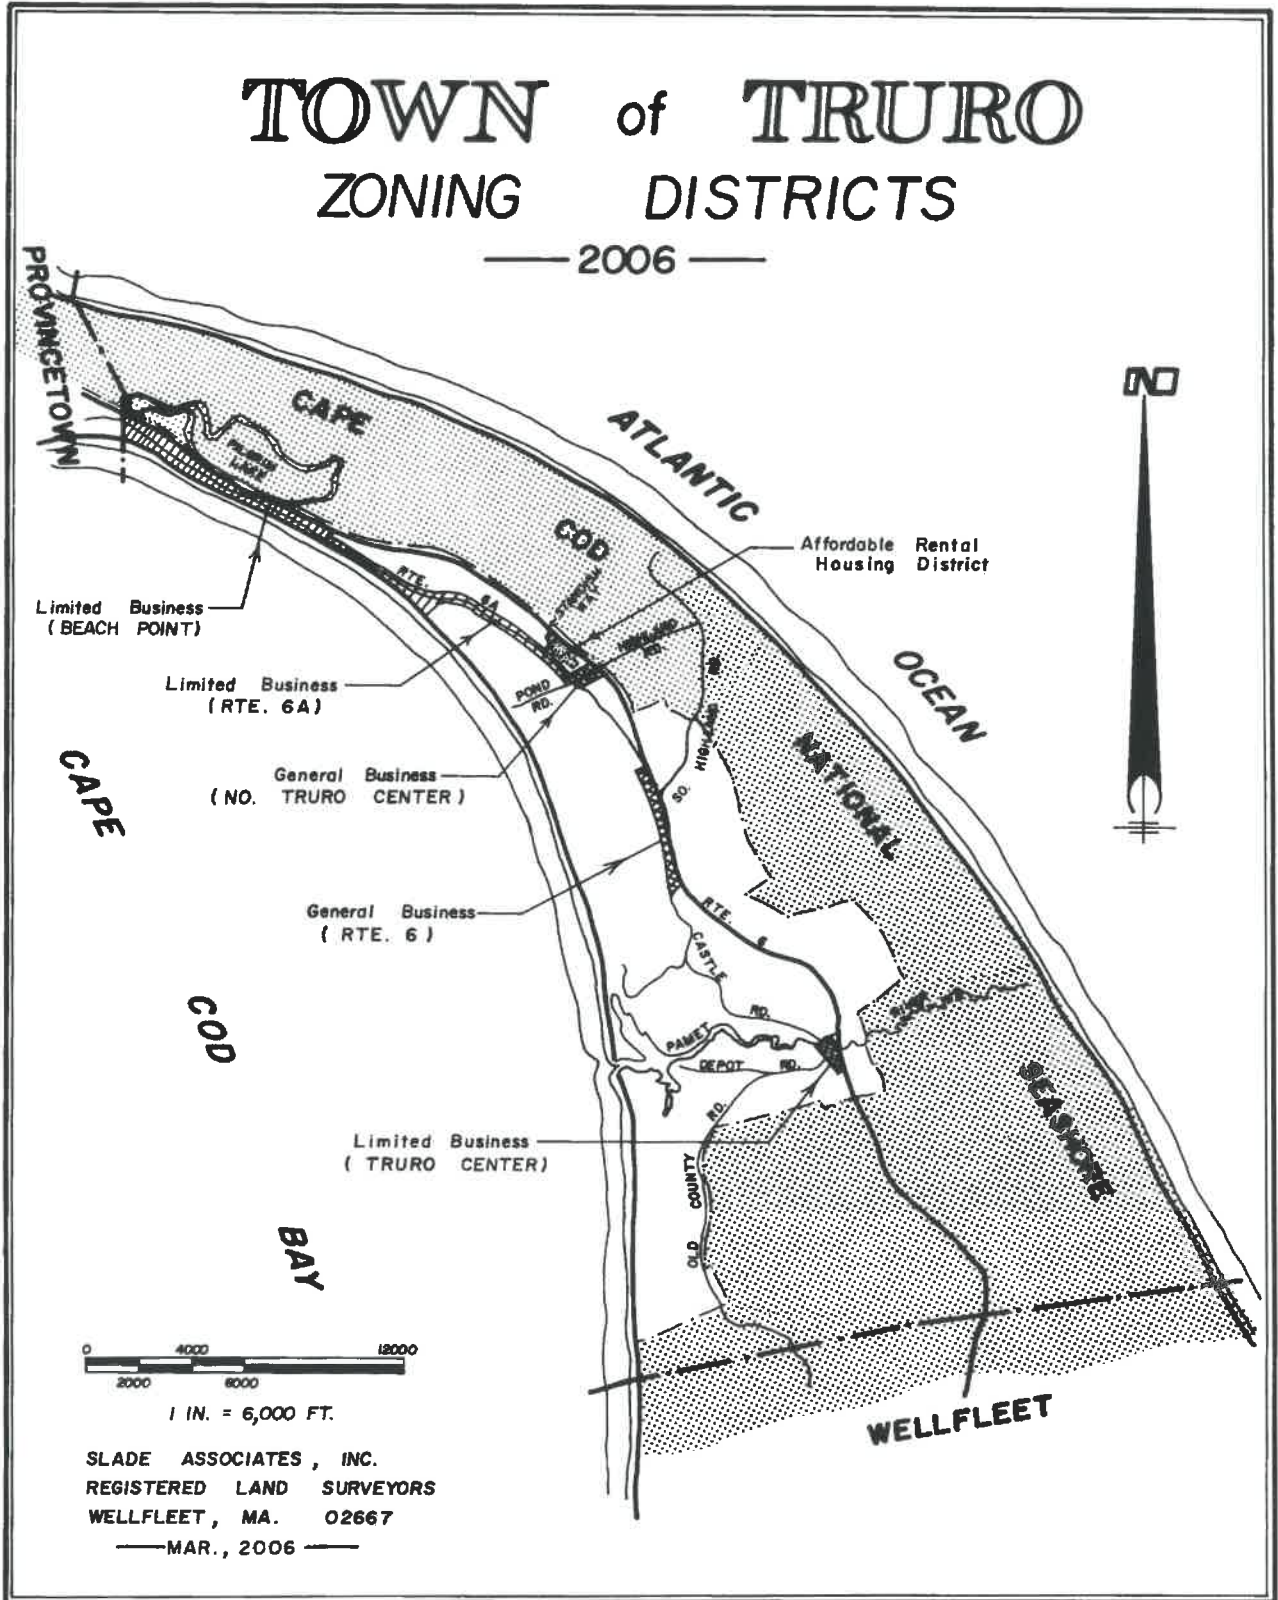 TOWN of TRURO
ZONING DISTRICTS
2006
PROVINCETOWN
N
CAPE
ATLANTIC
COD
Affordable Rental
Housing District
RTE.
6A
Limited Business
(BEACH POINT)
OCEAN
Limited Business
(RTE. 6A)
POND
RD.
HIGHLAND
SO.
NATIONAL
CAPE
General Business
(NO. TRURO CENTER)
General Business
( RTE. 6 )
RTE.
6
CASTLE
RD.
COD
PAMET
RIVER
DEPOT RD.
SEASHORE
RD.
Limited Business
( TRURO CENTER)
COUNTY
OLD
BAY
0 4000 12000
2000 6000
1 IN. = 6,000 FT.
WELLFLEET
SLADE ASSOCIATES, INC.
REGISTERED LAND SURVEYORS
WELLFLEET, MA. 02667
MAR., 2006